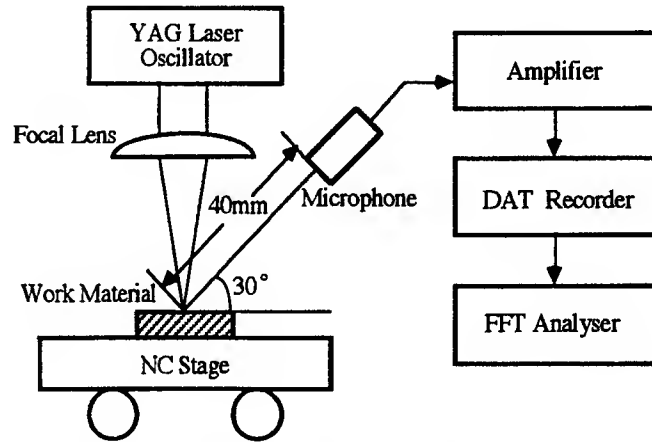 YAG Laser
Oscillator
Focal Lens
40mm
Microphone
Work Material
30°
NC Stage
Amplifier
DAT Recorder
FFT Analyser